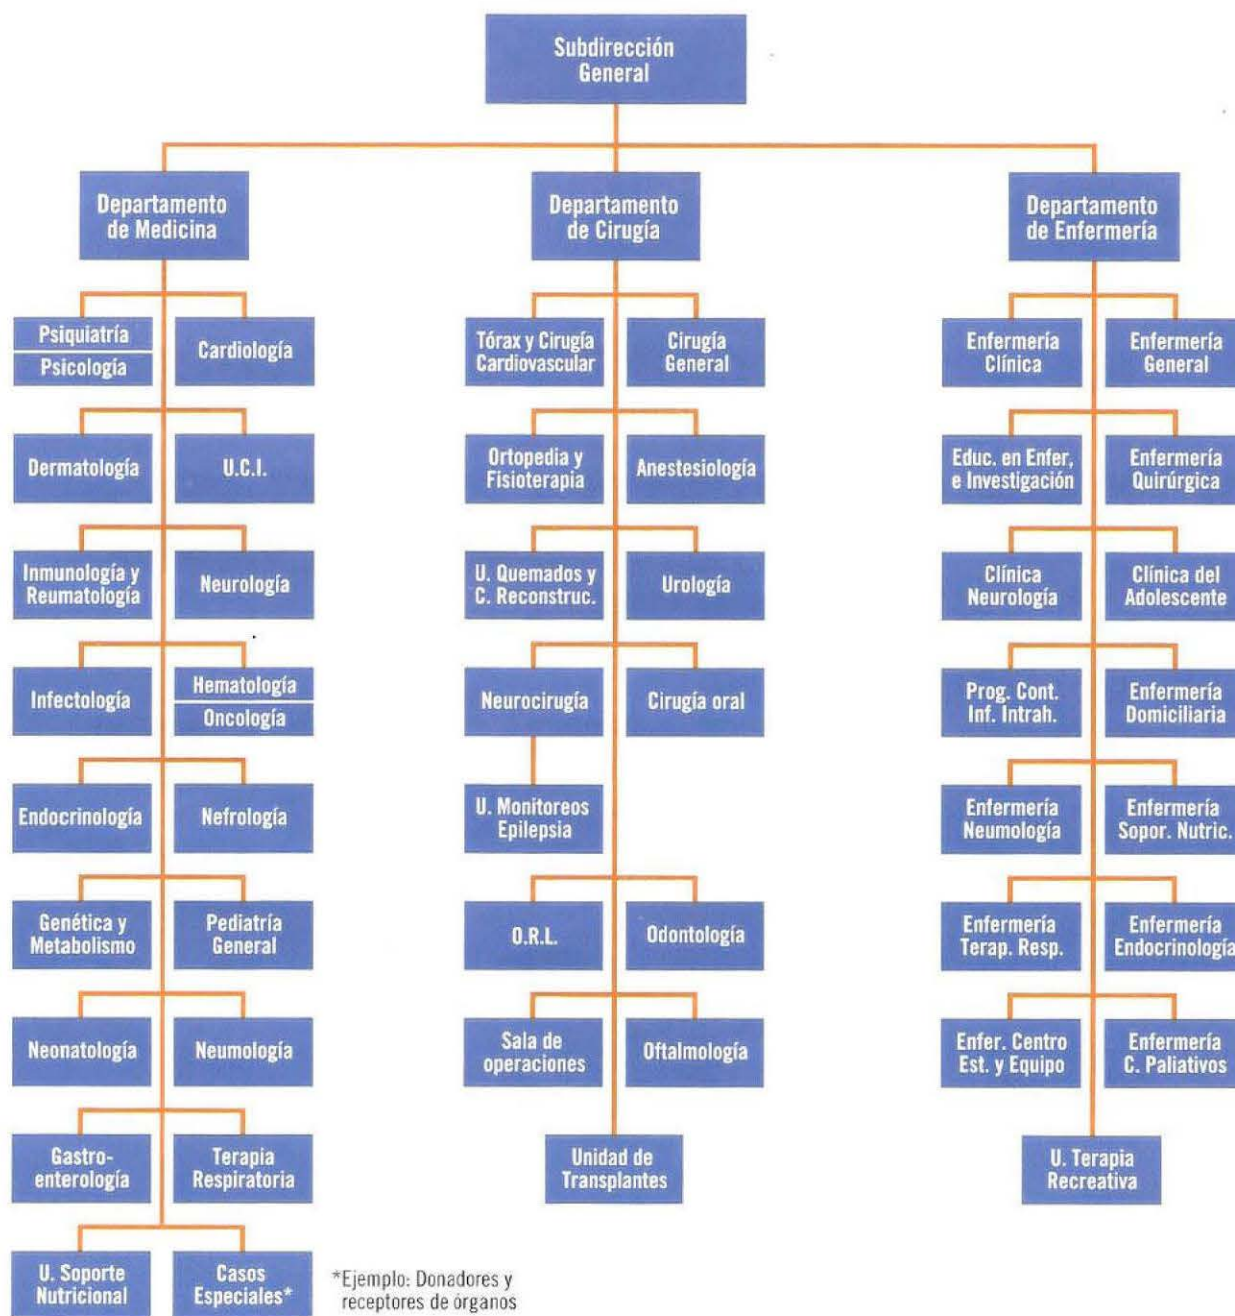 Subdirección
General
Departamento
de Medicina
Departamento
de Cirugía
Departamento
de Enfermería
Psiquiatría
Psicología
Cardiología
Tórax y Cirugía
Cardiovascular
Cirugía
General
Enfermería
Clínica
Enfermería
General
Dermatología
U.C.I.
Ortopedia y
Fisioterapia
Anestesiología
Educ. en Enfer,
e Investigación
Enfermería
Quirúrgica
Inmunología y
Reumatología
Neurología
U. Quemados y
C. Reconstruc.
Urología
Clínica
Neurología
Clínica del
Adolescente
Infectología
Hematología
Oncología
Neurocirugía
Cirugía oral
Prog. Cont.
Inf. Intrah.
Enfermería
Domiciliaria
Endocrinología
Nefrología
U. Monitoreos
Epilepsia
Enfermería
Neumología
Enfermería
Sopor. Nutric.
Genética y
Metabolismo
Pediatría
General
O.R.L.
Odontología
Enfermería
Terap. Resp.
Enfermería
Endocrinología
Neonatología
Neumología
Sala de
operaciones
Oftalmología
Enfer. Centro
Est. y Equipo
Enfermería
C. Paliativos
Gastro-
enterología
Terapia
Respiratoria
Unidad de
Transplantes
U. Terapia
Recreativa
U. Soporte
Nutricional
Casos
Especiales*
*Ejemplo: Donadores y
receptores de órganos